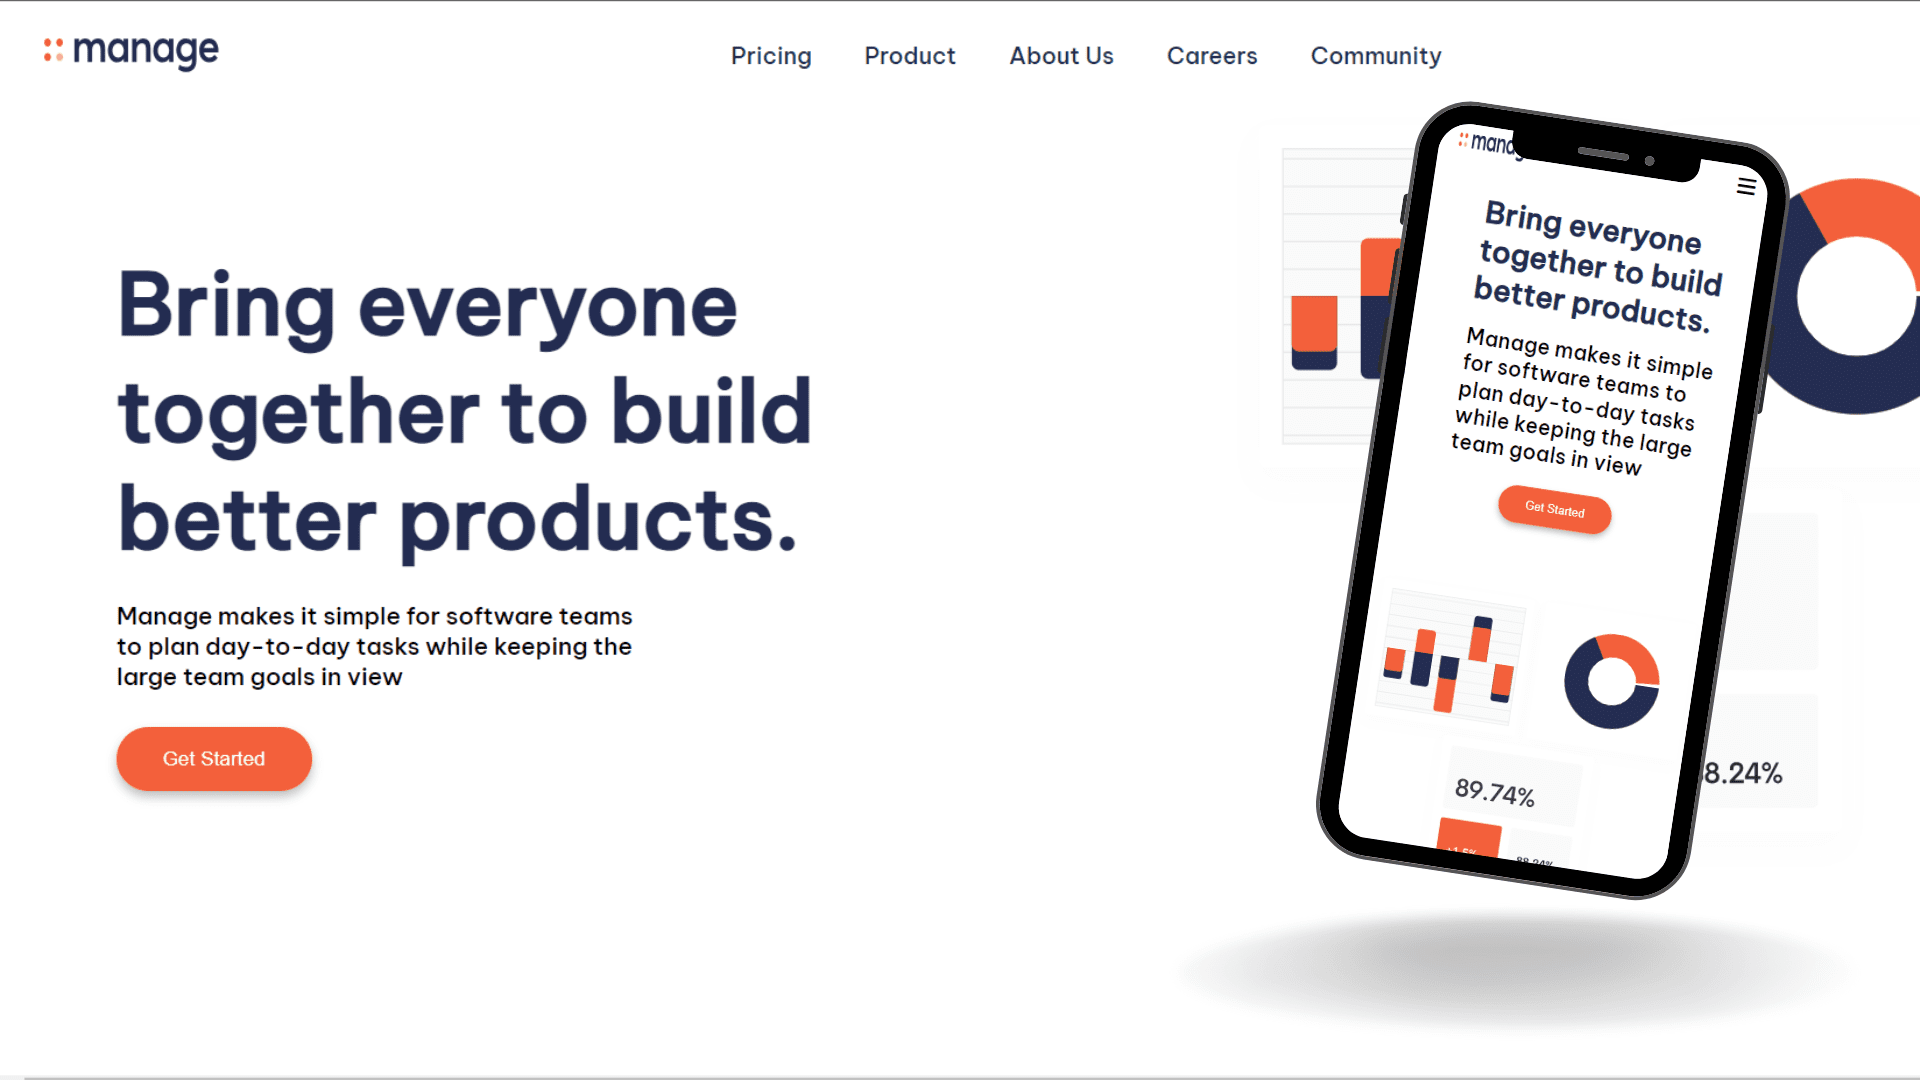 manage
Pricing Product About Us Careers Community
Bring everyone
together to build
better products.
Manage makes it simple for software teams
to plan day-to-day tasks while keeping the
large team goals in view
Get Started
Bring everyone
together to build
better products.
Manage makes it simple
for software teams to
plan day-to-day tasks
while keeping the large
team goals in view
Get Started
89.74%
8.24%
88.24%